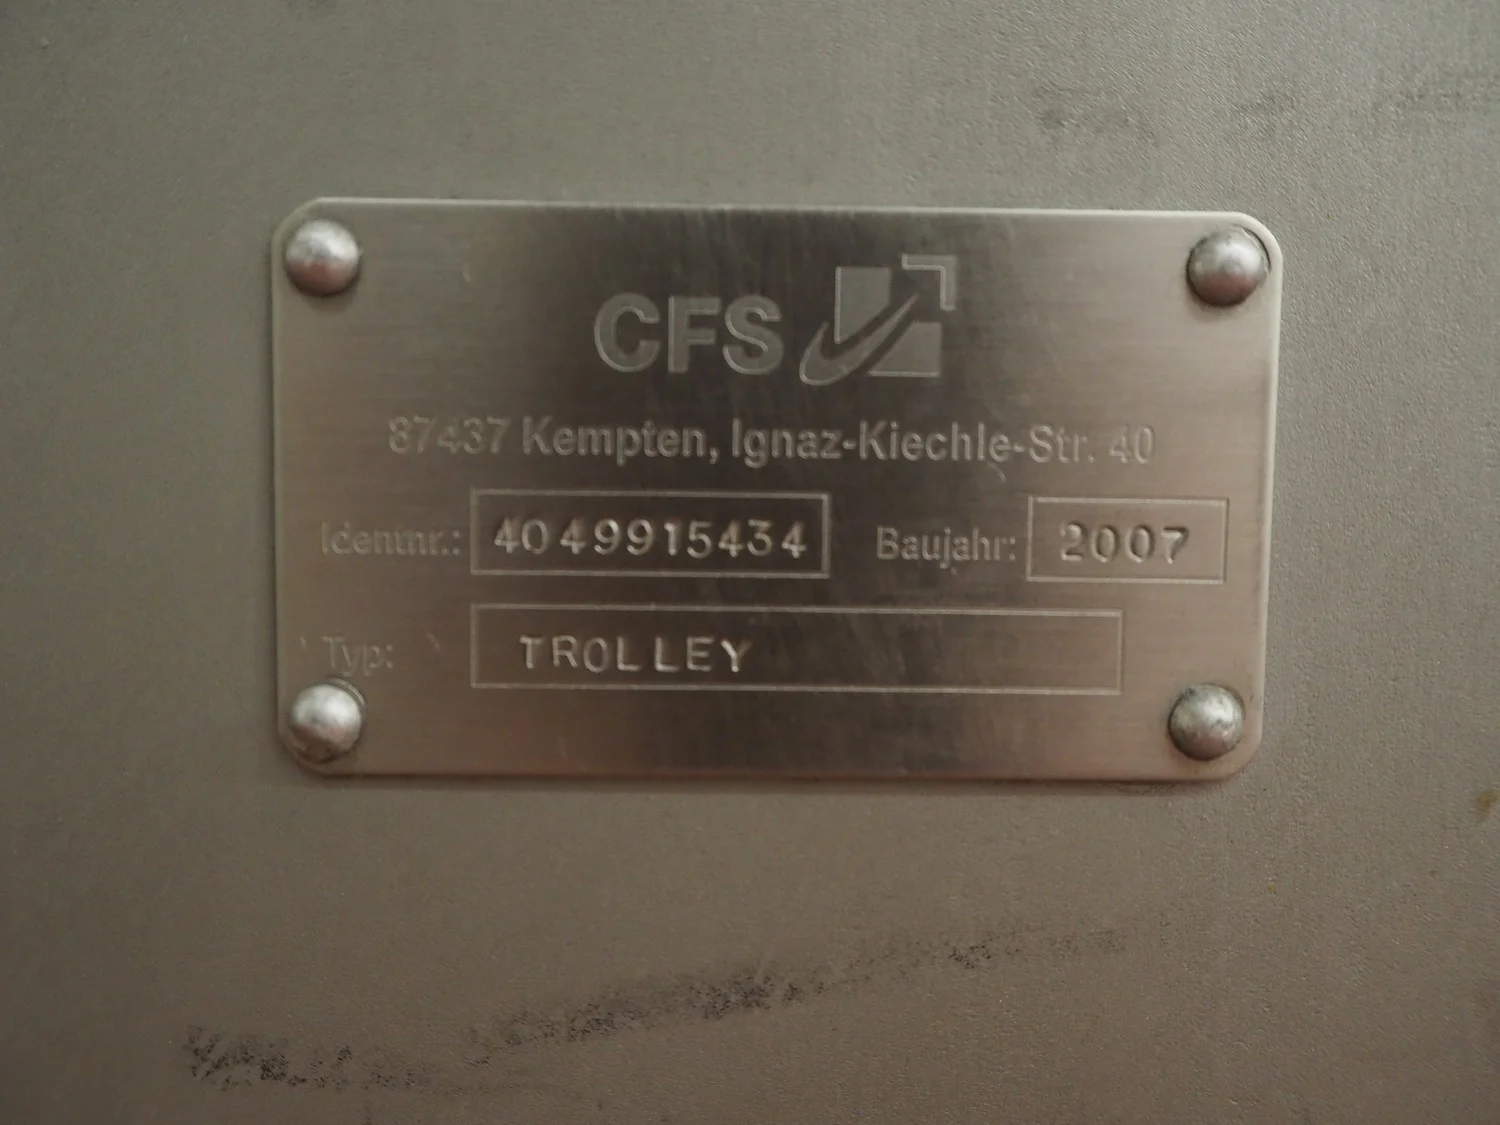 CFS
87437 Kempten, Ignaz-Kiechle-Str. 40
Identnr.: 4049915434 Baujahr: 2007
Typ: TROLLEY